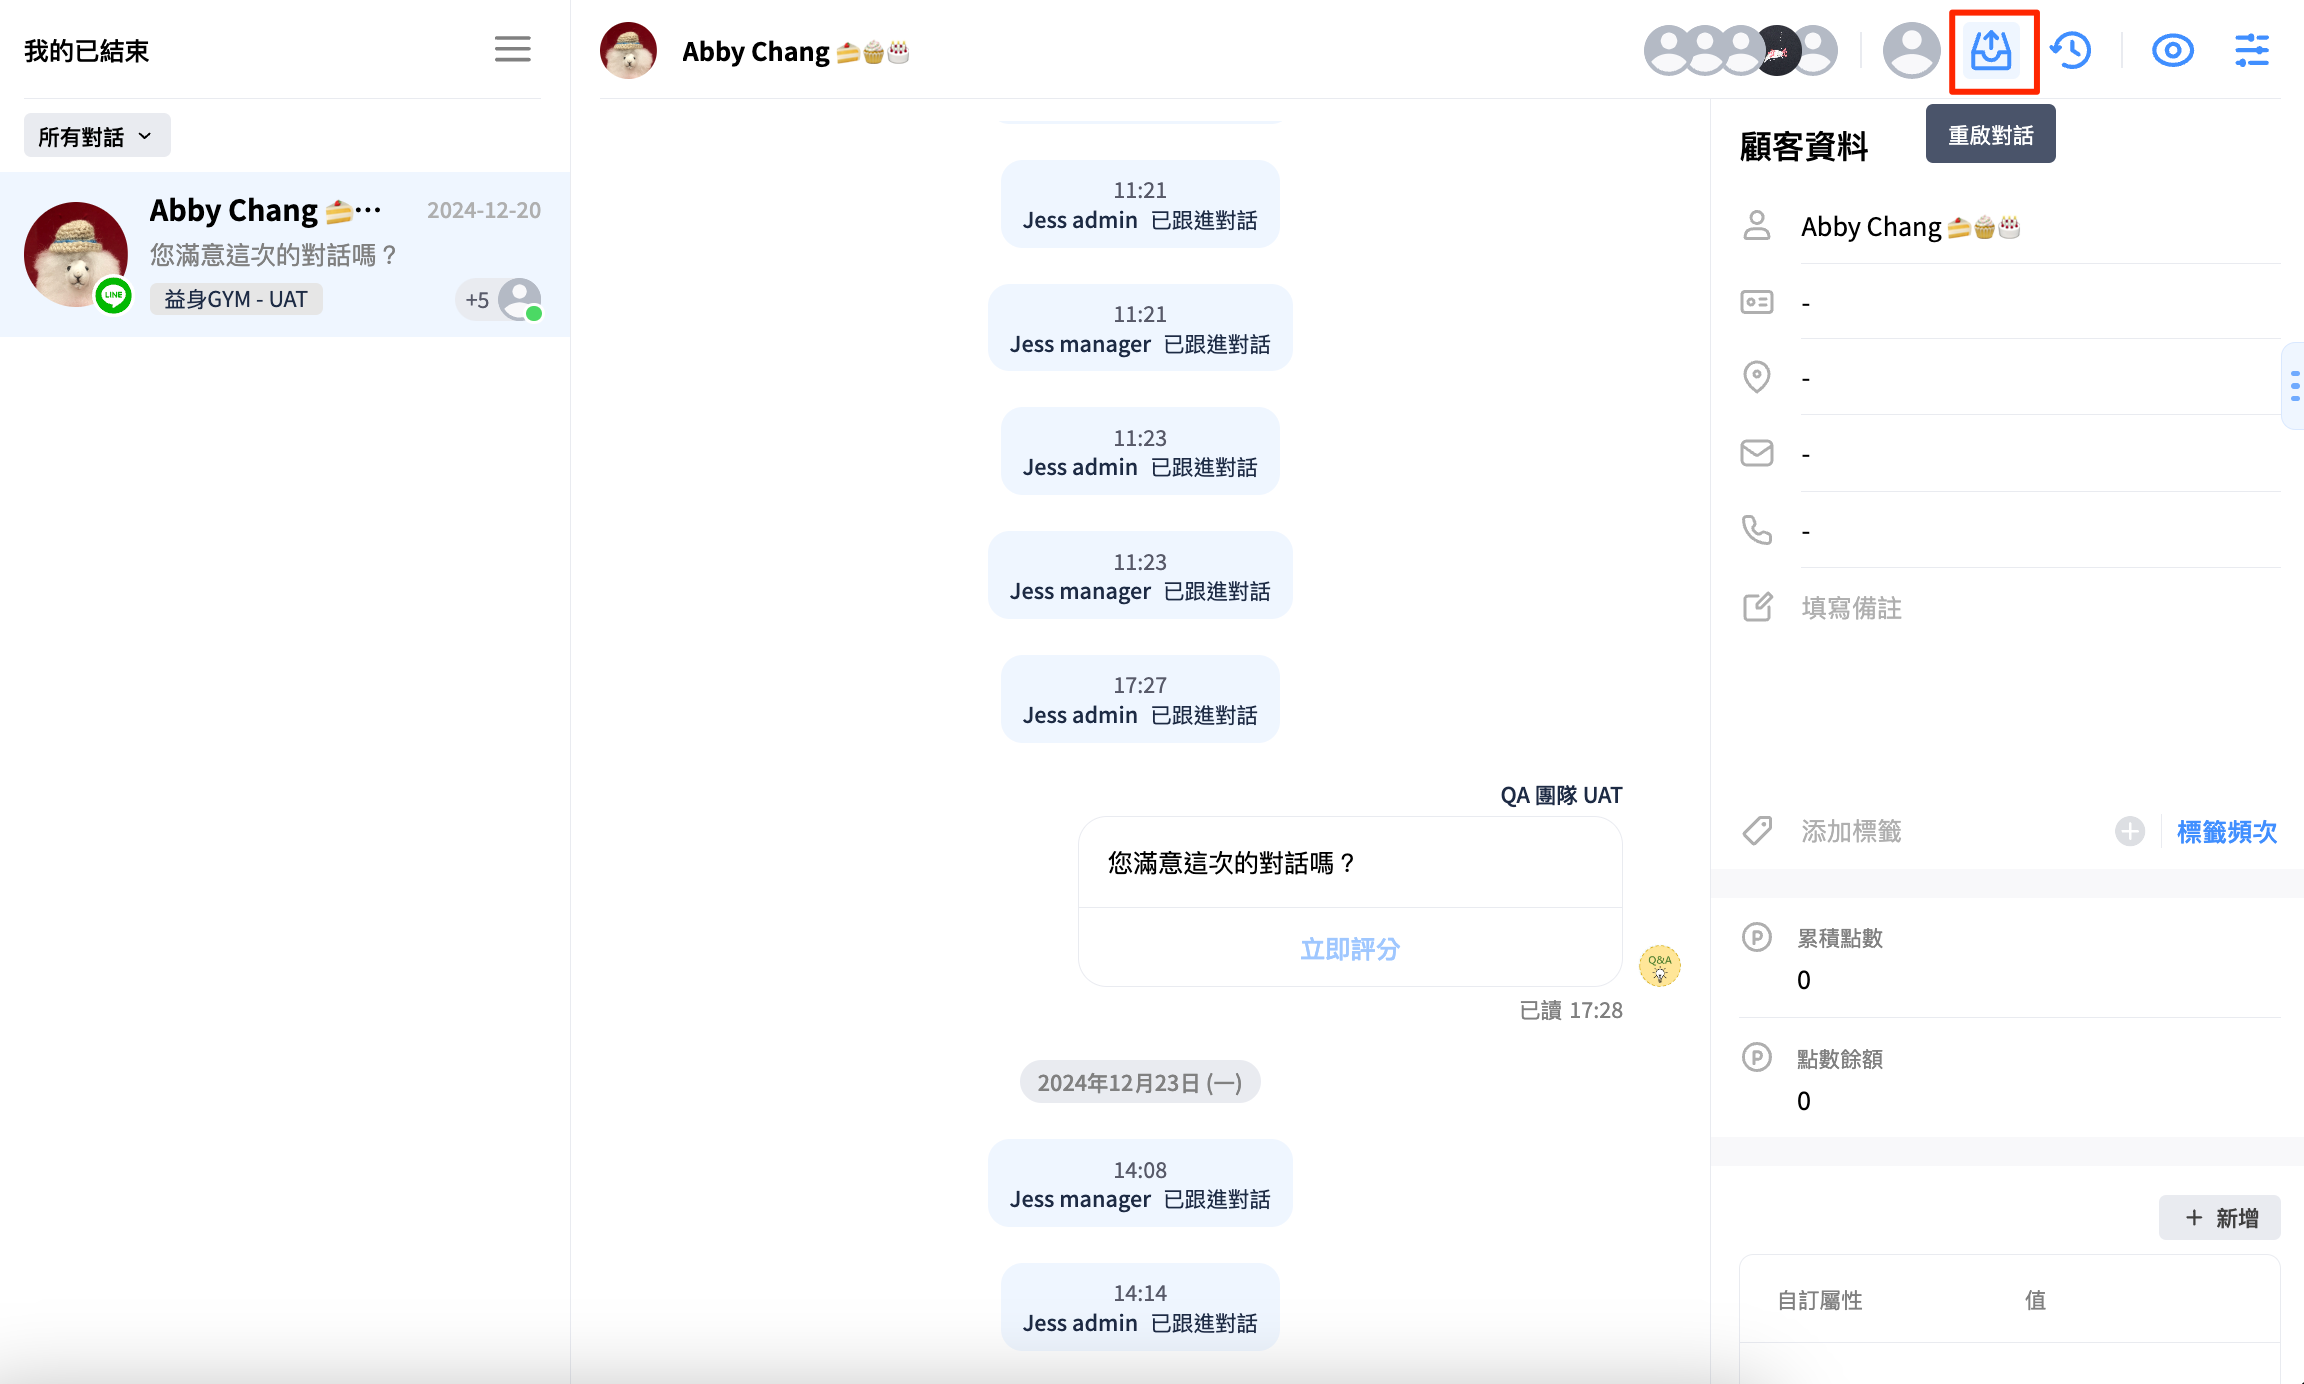 我的已結束
所有對話
Abby Chang 🍰…
2024-12-20
您滿意這次的對話嗎？
LINE
益身GYM - UAT
+5
Abby Chang 🍰🧁🎂
11:21
Jess admin 已跟進對話
11:21
Jess manager 已跟進對話
11:23
Jess admin 已跟進對話
11:23
Jess manager 已跟進對話
17:27
Jess admin 已跟進對話
QA 團隊 UAT
您滿意這次的對話嗎？
立即評分
Q&A
已讀 17:28
2024年12月23日 (一)
14:08
Jess manager 已跟進對話
14:14
Jess admin 已跟進對話
重啟對話
顧客資料
Abby Chang 🍰🧁🎂
-
-
-
-
填寫備註
添加標籤
標籤頻次
P 累積點數
0
P 點數餘額
0
+ 新增
自訂屬性 值